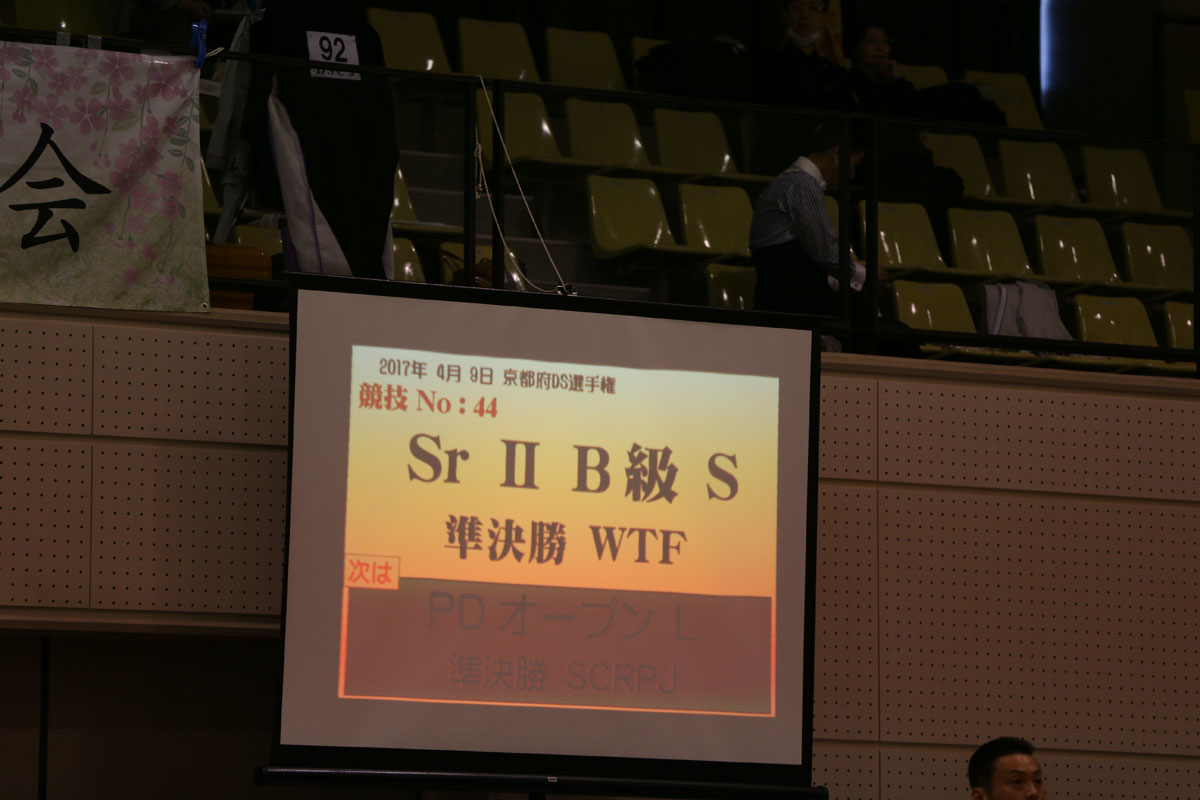 92
会
2017年 4月 9日 京都府DS選手権
競技 No : 44
Sr II B級 S
準決勝 WTF
次は
PD オープン L
準決勝 SCRPJ